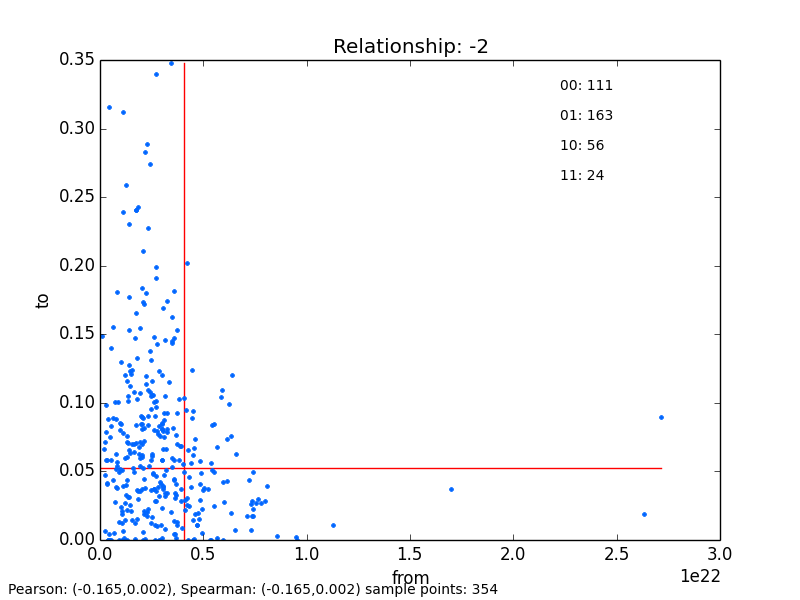 Relationship: -2
00: 111
01: 163
10: 56
11: 24
0.35
0.30
0.25
0.20
0.15
0.10
0.05
0.00
to
0.0 0.5 1.0 1.5 2.0 2.5 3.0
from
1e22
Pearson: (-0.165,0.002), Spearman: (-0.165,0.002) sample points: 354